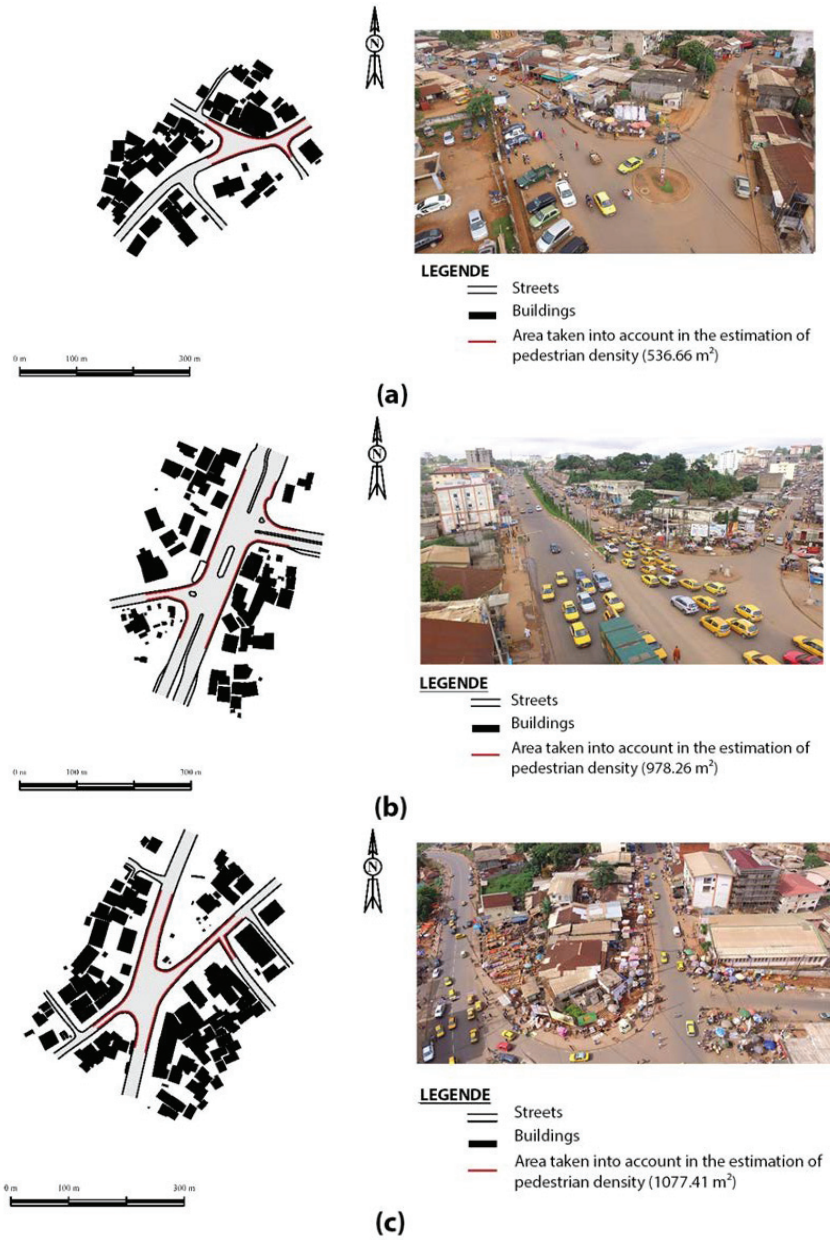 N
LEGENDE
Streets
Buildings
Area taken into account in the estimation of
pedestrian density (536.66 m²)
0 m 100 m 300 m
(a)
N
LEGENDE
Streets
Buildings
Area taken into account in the estimation of
pedestrian density (978.26 m²)
0 m 100 m 300 m
(b)
N
LEGENDE
Streets
Buildings
Area taken into account in the estimation of
pedestrian density (1077.41 m²)
0 m 100 m 300 m
(c)